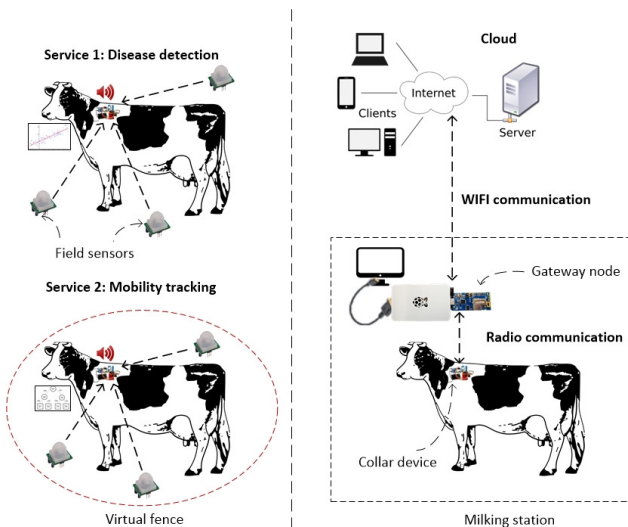 Service 1: Disease detection
Field sensors
Service 2: Mobility tracking
Virtual fence
Cloud
Internet
Clients
Server
WIFI communication
Gateway node
Radio communication
Collar device
Milking station